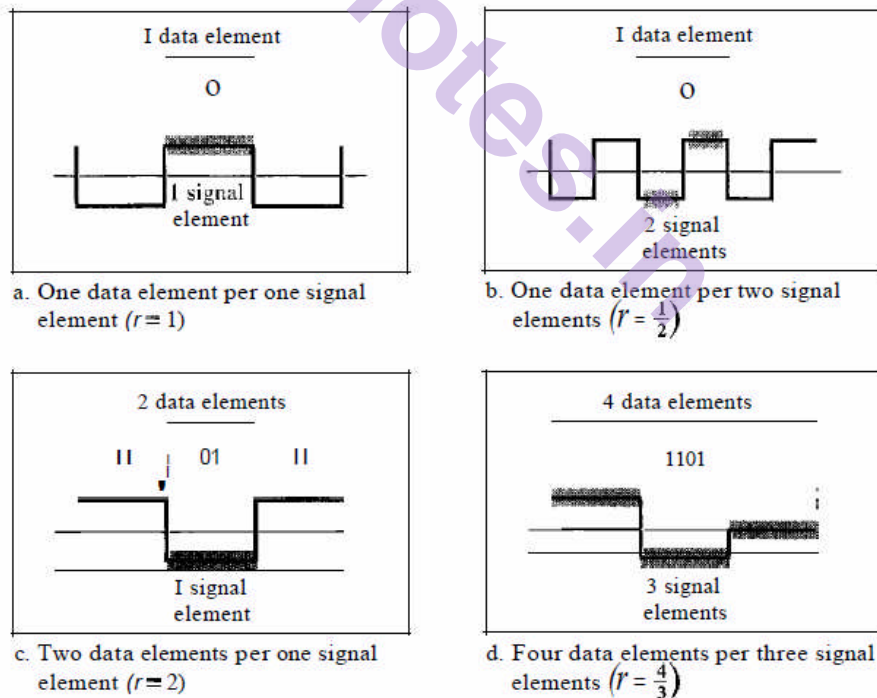 I data element
O
1 signal
element
a. One data element per one signal
element (r = 1)
I data element
O
2 signal
elements
b. One data element per two signal
elements (r = 1/2)
2 data elements
II 01 II
I signal
element
c. Two data elements per one signal
element (r = 2)
4 data elements
1101
3 signal
elements
d. Four data elements per three signal
elements (r = 4/3)
otes.in